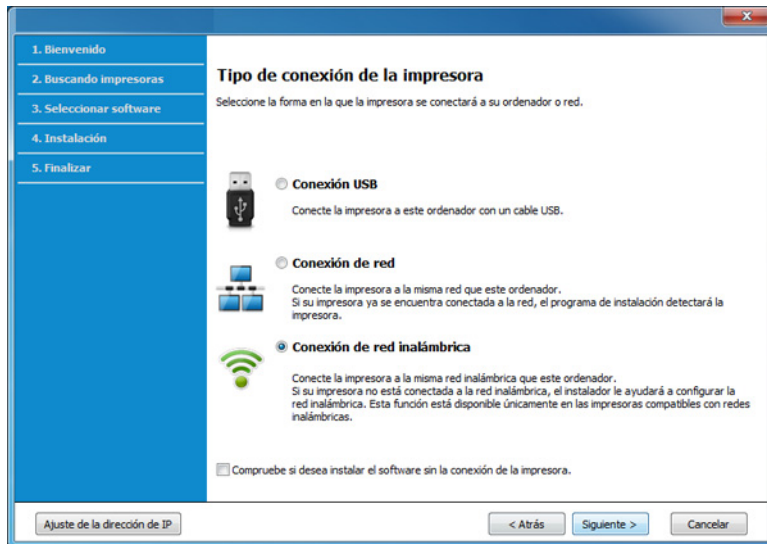 1. Bienvenido
2. Buscando impresoras
3. Seleccionar software
4. Instalación
5. Finalizar
Tipo de conexión de la impresora
Seleccione la forma en la que la impresora se conectará a su ordenador o red.
Conexión USB
Conecte la impresora a este ordenador con un cable USB.
Conexión de red
Conecte la impresora a la misma red que este ordenador.
Si su impresora ya se encuentra conectada a la red, el programa de instalación detectará la
impresora.
Conexión de red inalámbrica
Conecte la impresora a la misma red inalámbrica que este ordenador.
Si su impresora no está conectada a la red inalámbrica, el instalador le ayudará a configurar la
red inalámbrica. Esta función está disponible únicamente en las impresoras compatibles con redes
inalámbricas.
Compruebe si desea instalar el software sin la conexión de la impresora.
Ajuste de la dirección de IP
< Atrás
Siguiente >
Cancelar